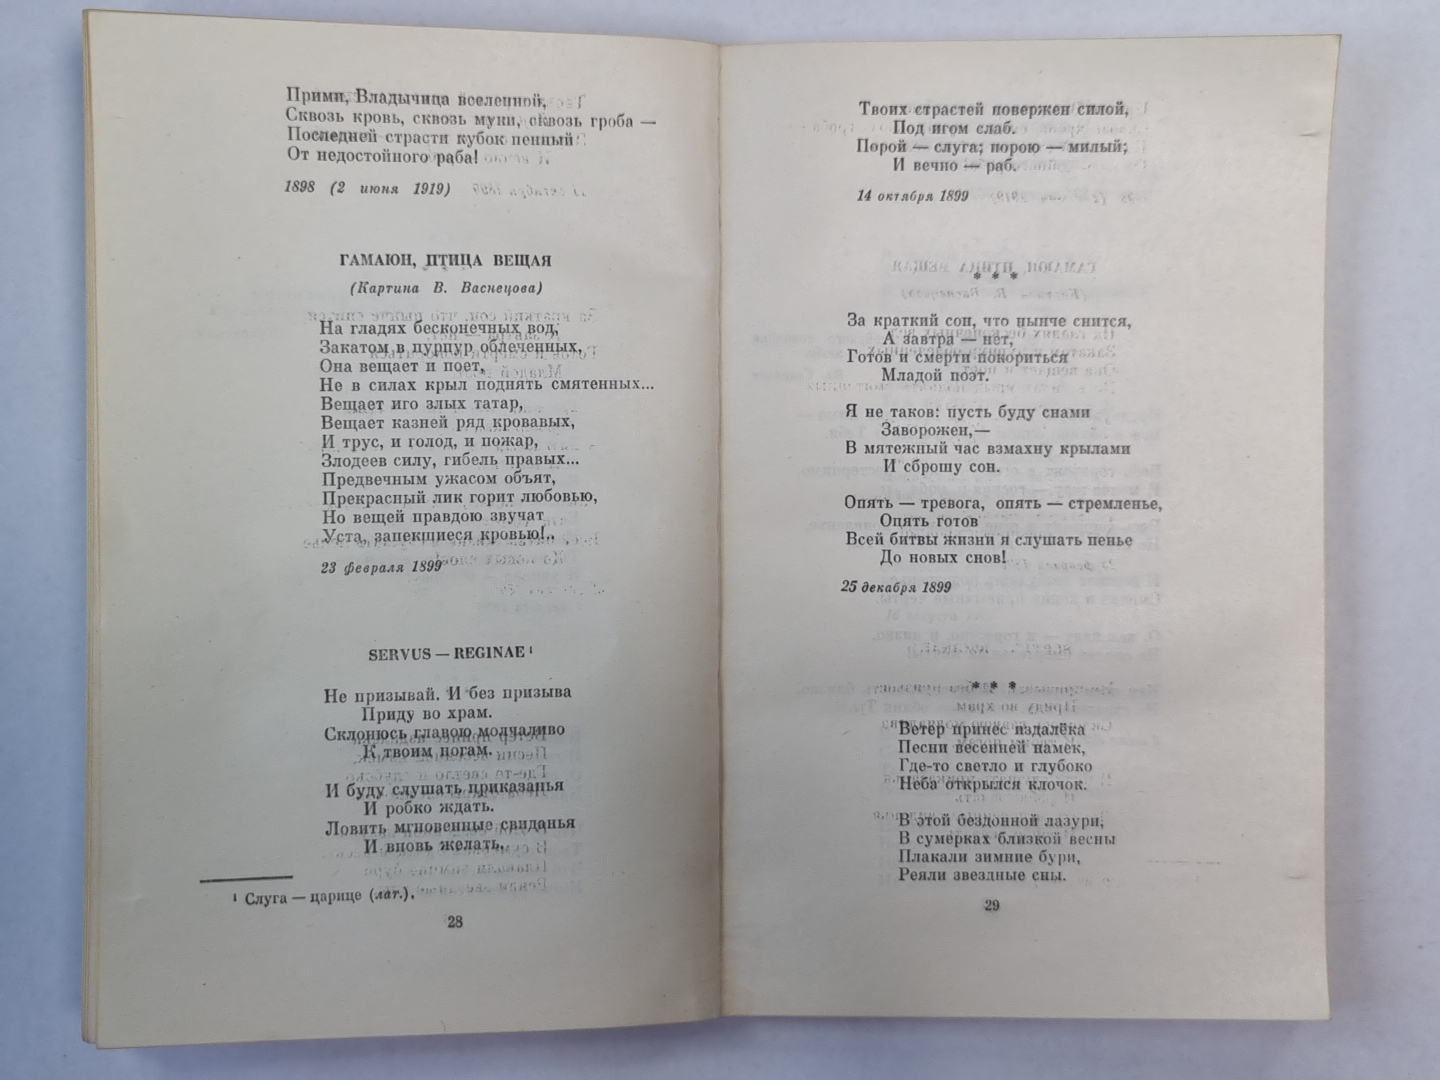 Прими, Владычица вселенной,
Сквозь кровь, сквозь муки, сквозь гроба —
Последней страсти кубок пенный
От недостойного раба!
1898 (2 июня 1919)
ГАМАЮН, ПТИЦА ВЕЩАЯ
(Картина В. Васнецова)
На гладях бесконечных вод,
Закатом в пурпур облеченных,
Она вещает и поет,
Не в силах крыл поднять смятенных...
Вещает иго злых татар,
Вещает казней ряд кровавых,
И трус, и голод, и пожар,
Злодеев силу, гибель правых...
Предвечным ужасом объят,
Прекрасный лик горит любовью,
Но вещей правдою звучат
Уста, запекшиеся кровью!..
23 февраля 1899
SERVUS — REGINAE ¹
Не призывай. И без призыва
Приду во храм.
Склонюсь главою молчаливо
К твоим ногам.
И буду слушать приказанья
И робко ждать.
Ловить мгновенные свиданья
И вновь желать.
¹ Слуга — царице (лат.).
28
Твоих страстей повержен силой,
Под игом слаб.
Порой — слуга; порою — милый;
И вечно — раб.
14 октября 1899
* * *
За краткий сон, что нынче снится,
А завтра — нет,
Готов и смерти покориться
Младой поэт.
Я не таков: пусть буду снами
Заворожен,—
В мятежный час взмахну крылами
И сброшу сон.
Опять — тревога, опять — стремленье,
Опять готов
Всей битвы жизни я слушать пенье
До новых снов!
25 декабря 1899
* * *
Ветер принес издалёка
Песни весенней намек,
Где-то светло и глубоко
Неба открылся клочок.
В этой бездонной лазури,
В сумерках близкой весны
Плакали зимние бури,
Реяли звездные сны.
29